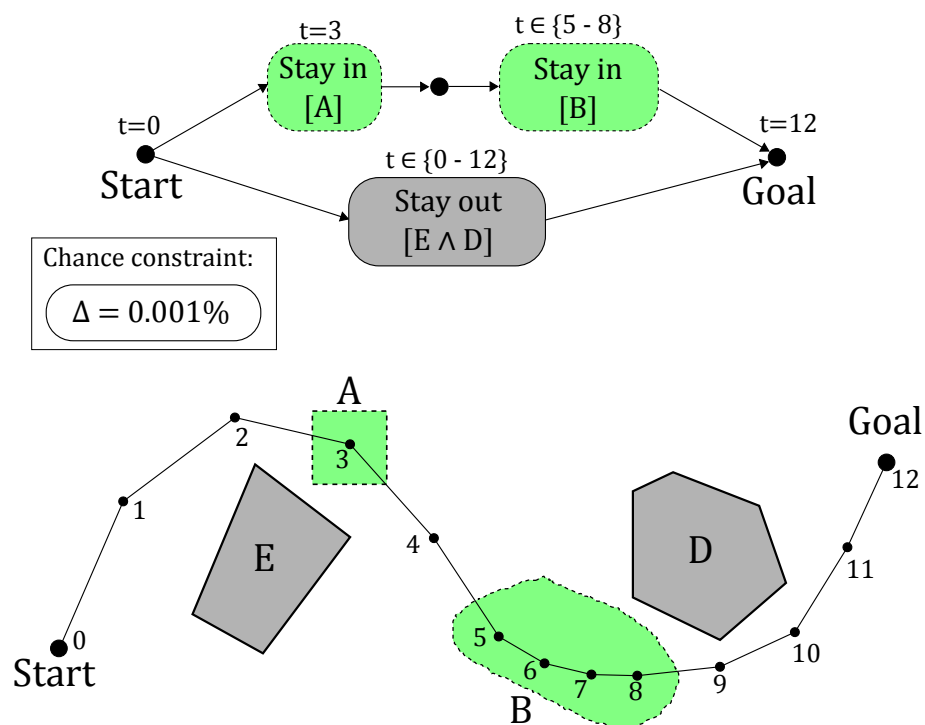 t=3
t ∈ {5 - 8}
Stay in
[A]
Stay in
[B]
t=0
t=12
Start
Goal
t ∈ {0 - 12}
Stay out
[E ∧ D]
Chance constraint:
Δ = 0.001%
A
Goal
2
3
12
1
4
E
D
11
0
Start
5
6
7
8
9
10
B